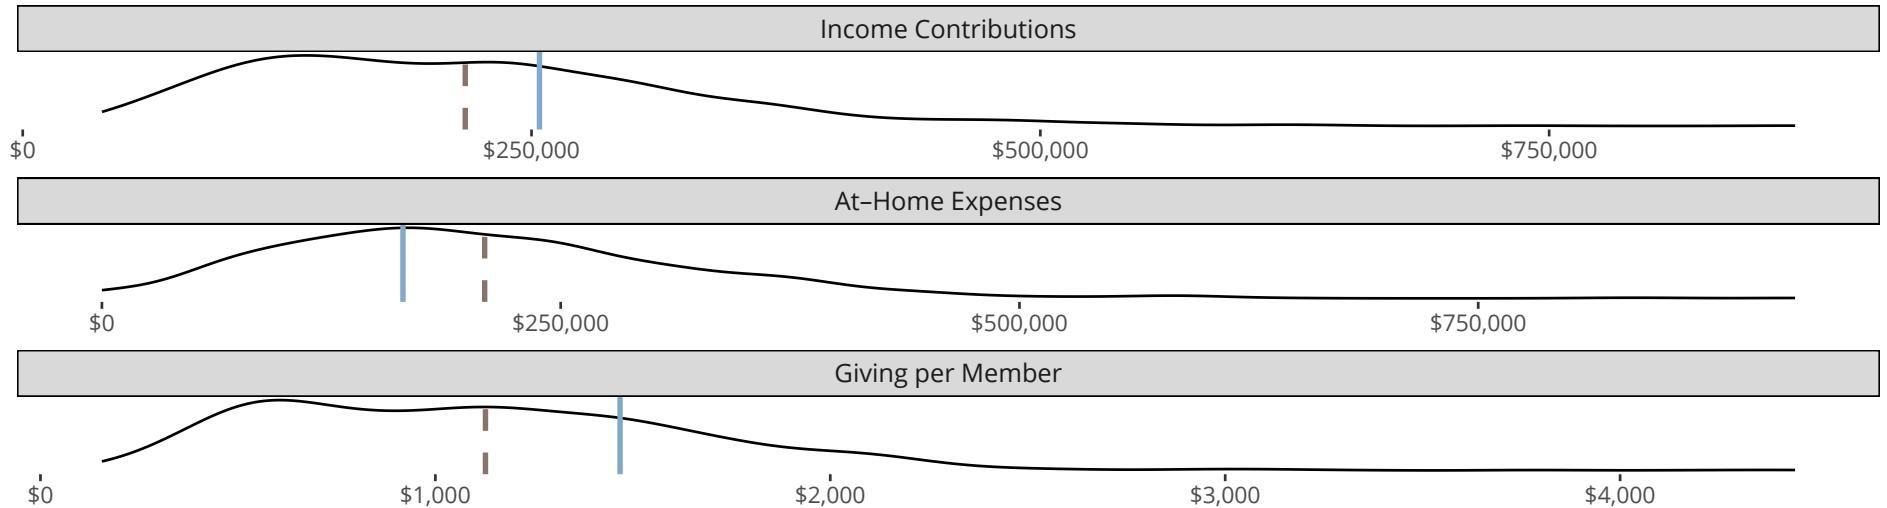 Income Contributions
$0 $250,000 $500,000 $750,000
At–Home Expenses
$0 $250,000 $500,000 $750,000
Giving per Member
$0 $1,000 $2,000 $3,000 $4,000